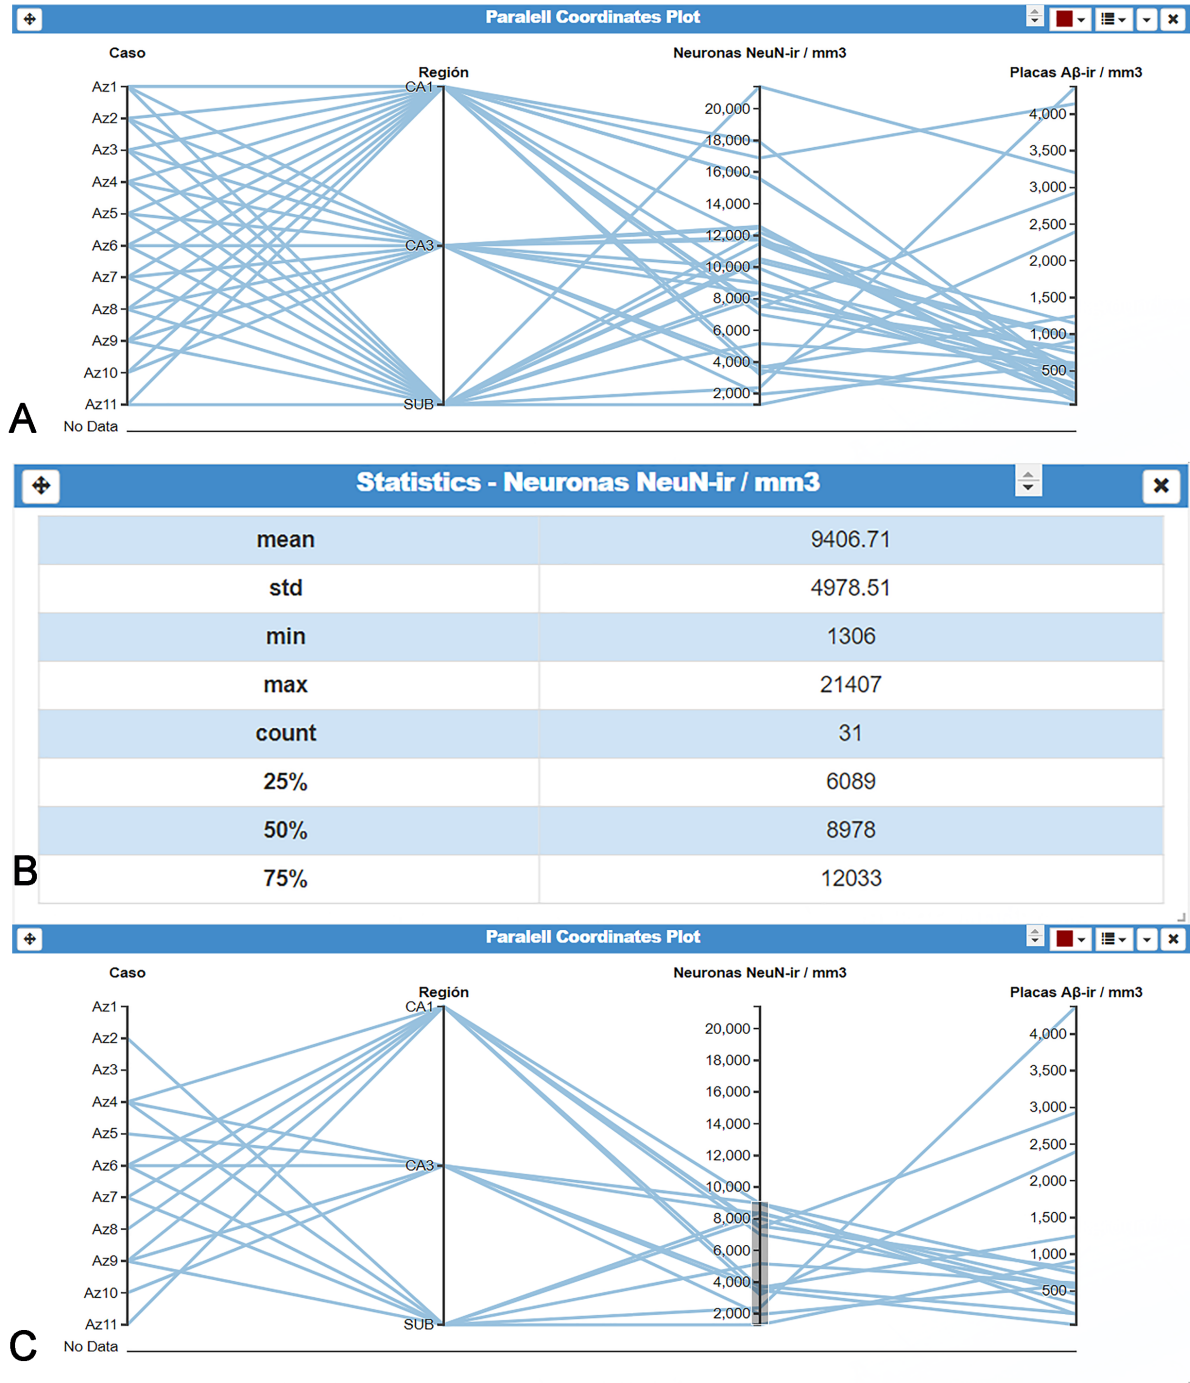 Paralell Coordinates Plot
Caso
Región
Neuronas NeuN-ir / mm3
Placas Aβ-ir / mm3
Az1
Az2
Az3
Az4
Az5
Az6
Az7
Az8
Az9
Az10
Az11
No Data
CA1
CA3
SUB
20,000
18,000
16,000
14,000
12,000
10,000
8,000
6,000
4,000
2,000
4,000
3,500
3,000
2,500
2,000
1,500
1,000
500
A
Statistics - Neuronas NeuN-ir / mm3
mean 9406.71
std 4978.51
min 1306
max 21407
count 31
25% 6089
50% 8978
75% 12033
B
Paralell Coordinates Plot
Caso
Región
Neuronas NeuN-ir / mm3
Placas Aβ-ir / mm3
Az1
Az2
Az3
Az4
Az5
Az6
Az7
Az8
Az9
Az10
Az11
No Data
CA1
CA3
SUB
20,000
18,000
16,000
14,000
12,000
10,000
8,000
6,000
4,000
2,000
4,000
3,500
3,000
2,500
2,000
1,500
1,000
500
C